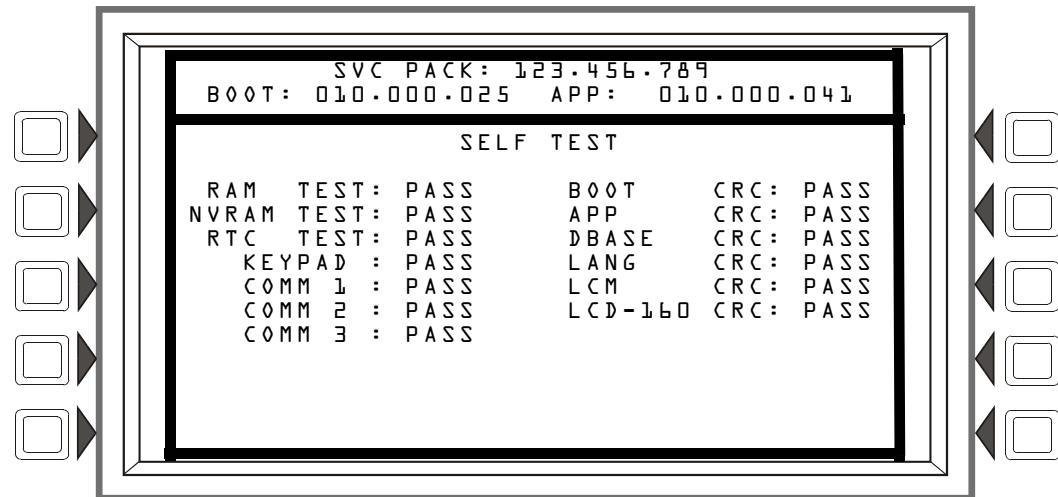 SVC PACK: 123.456.789
BOOT: 010.000.025 APP: 010.000.041
SELF TEST
RAM TEST: PASS BOOT CRC: PASS
NVRAM TEST: PASS APP CRC: PASS
RTC TEST: PASS DBASE CRC: PASS
KEYPAD : PASS LANG CRC: PASS
COMM 1 : PASS LCM CRC: PASS
COMM 2 : PASS LCD-160 CRC: PASS
COMM 3 : PASS